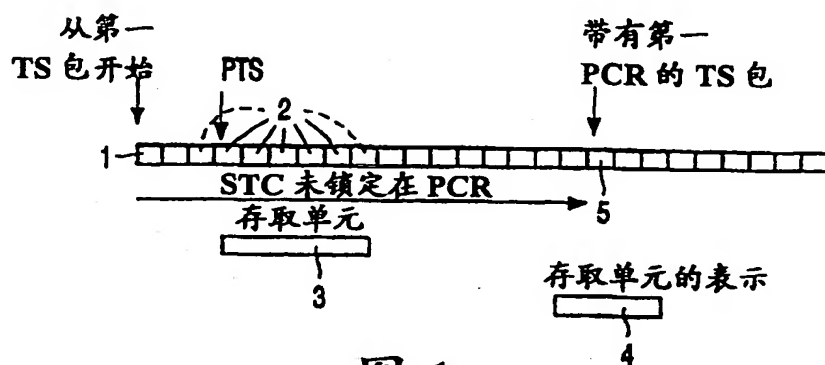 从第一
TS 包开始
PTS
2
带有第一
PCR 的 TS 包
1
STC 未锁定在 PCR
5
存取单元
3
存取单元的表示
4